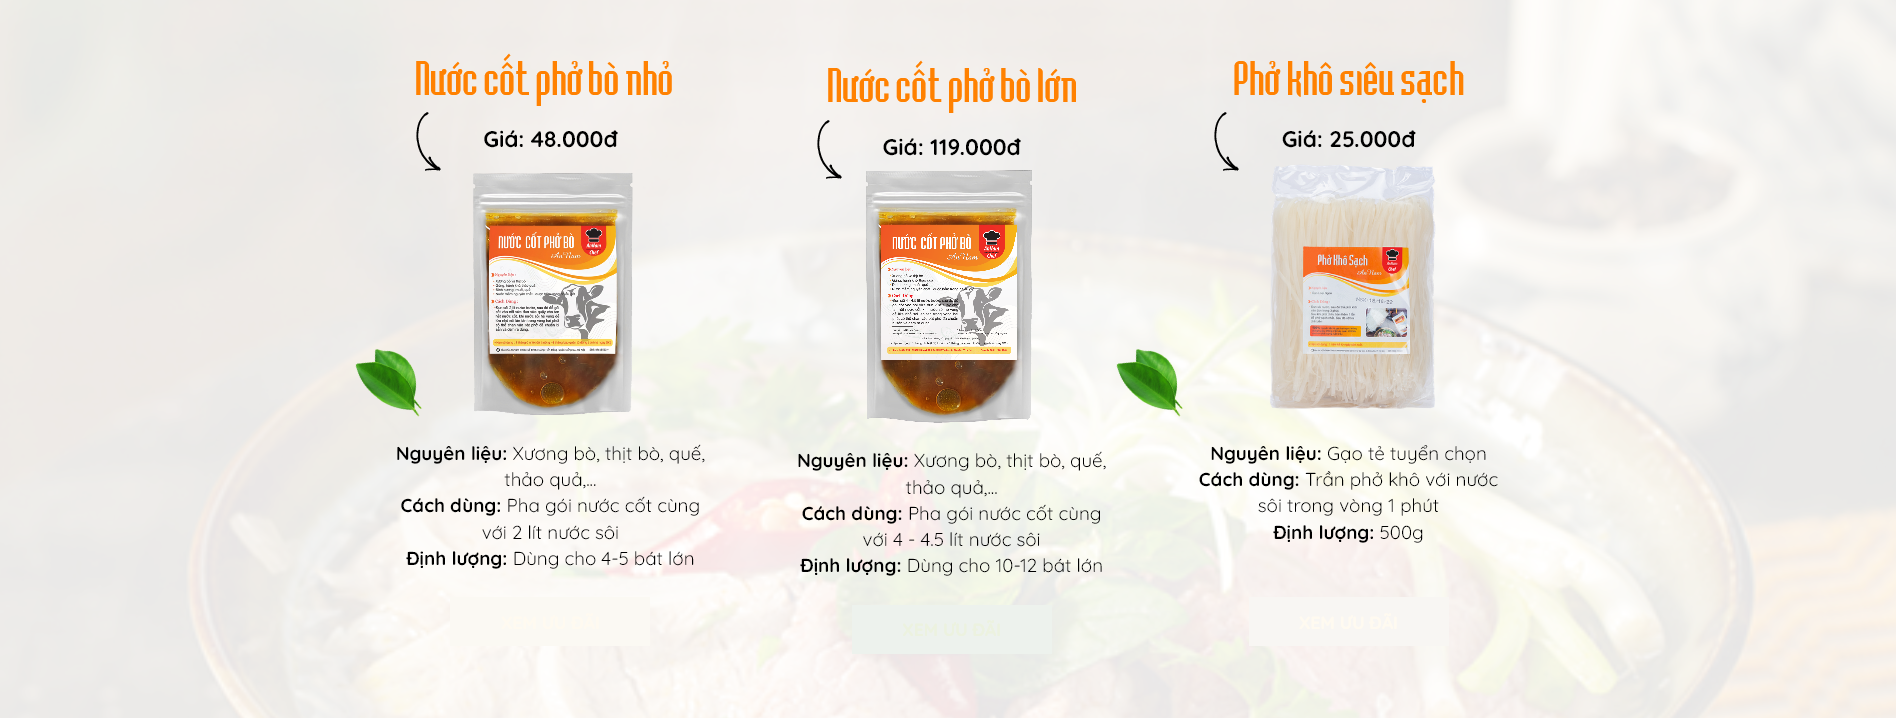 Nước cốt phở bò nhỏ
Giá: 48.000đ
NƯỚC CỐT PHỞ BÒ
An Nam
Nguyên liệu: Xương bò, thịt bò, quế,
thảo quả,...
Cách dùng: Pha gói nước cốt cùng
với 2 lít nước sôi
Định lượng: Dùng cho 4-5 bát lớn
Nước cốt phở bò lớn
Giá: 119.000đ
NƯỚC CỐT PHỞ BÒ
An Nam
Nguyên liệu: Xương bò, thịt bò, quế,
thảo quả,...
Cách dùng: Pha gói nước cốt cùng
với 4 - 4.5 lít nước sôi
Định lượng: Dùng cho 10-12 bát lớn
Phở khô siêu sạch
Giá: 25.000đ
Phở Khô Sạch
An Nam
Nguyên liệu: Gạo tẻ tuyển chọn
Cách dùng: Trần phở khô với nước
sôi trong vòng 1 phút
Định lượng: 500g
XEM ƯU ĐÃI